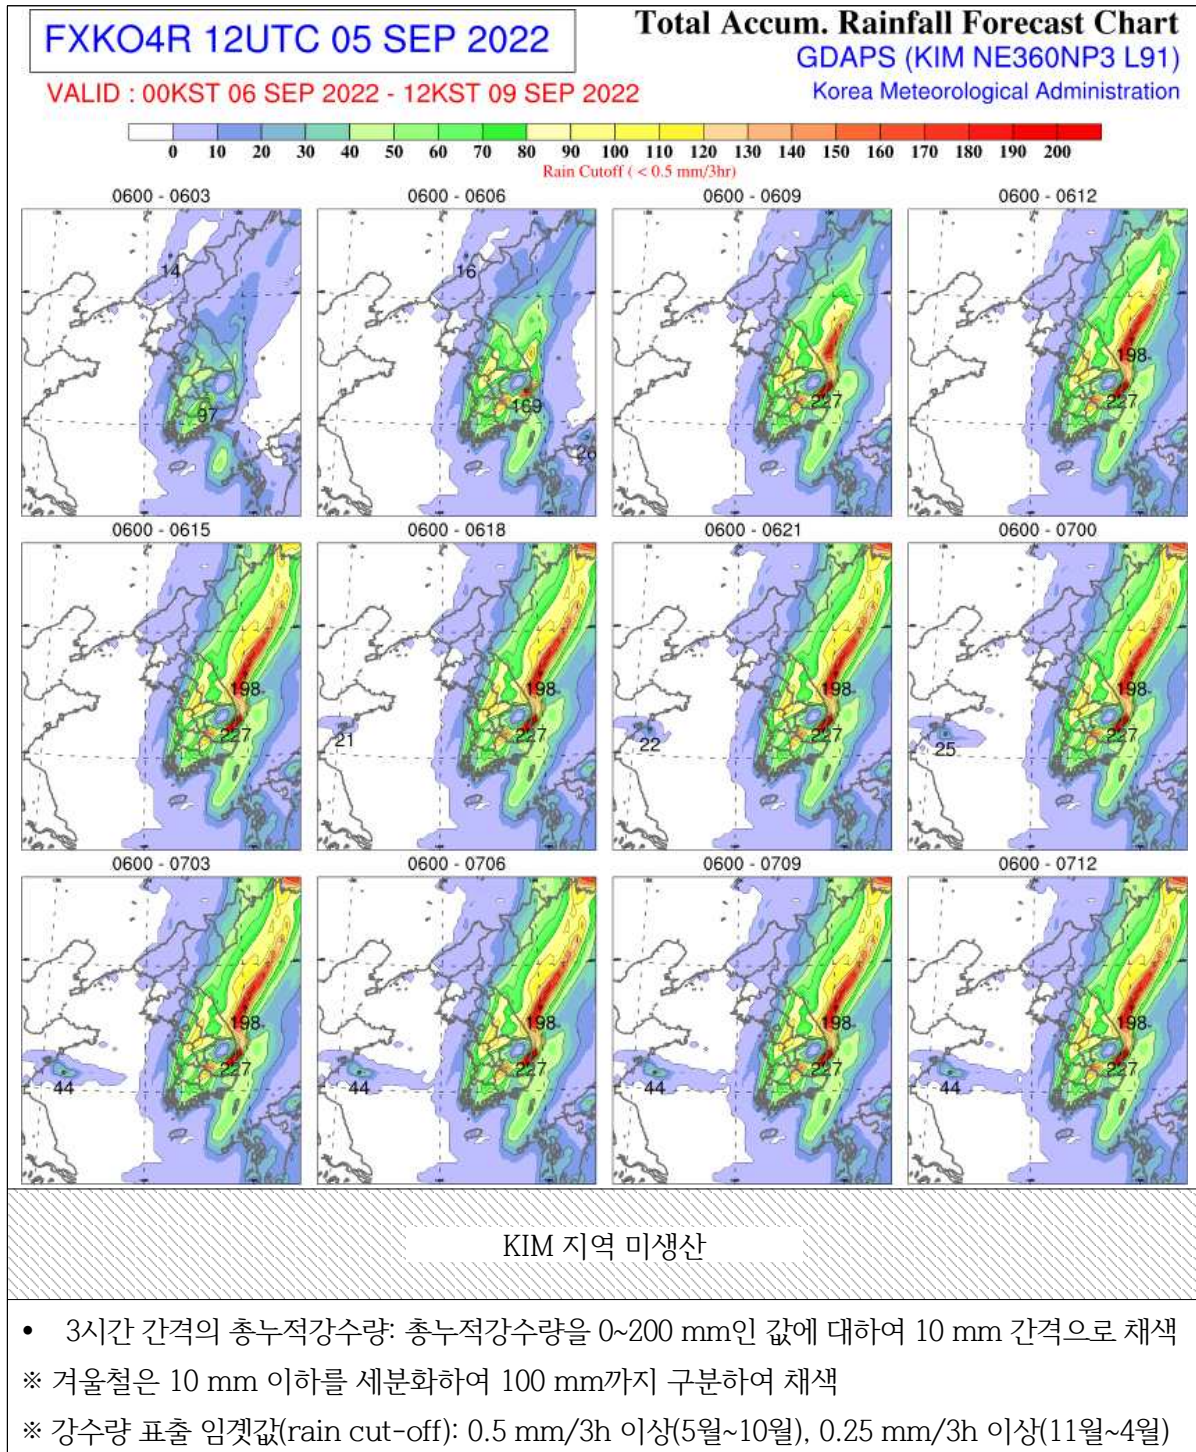 FXKO4R 12UTC 05 SEP 2022
Total Accum. Rainfall Forecast Chart
GDAPS (KIM NE360NP3 L91)
VALID : 00KST 06 SEP 2022 - 12KST 09 SEP 2022
Korea Meteorological Administration
0 10 20 30 40 50 60 70 80 90 100 110 120 130 140 150 160 170 180 190 200
Rain Cutoff ( < 0.5 mm/3hr)
0600 - 0603 0600 - 0606 0600 - 0609 0600 - 0612
14 16
198
97 169 227 227
26
0600 - 0615 0600 - 0618 0600 - 0621 0600 - 0700
198 198 198 198
227 21 227 22 227 25 227
0600 - 0703 0600 - 0706 0600 - 0709 0600 - 0712
198 198 198 198
44 227 44 227 44 227 44 227
KIM 지역 미생산
• 3시간 간격의 총누적강수량: 총누적강수량을 0~200 mm인 값에 대하여 10 mm 간격으로 채색
※ 겨울철은 10 mm 이하를 세분화하여 100 mm까지 구분하여 채색
※ 강수량 표출 임곗값(rain cut-off): 0.5 mm/3h 이상(5월~10월), 0.25 mm/3h 이상(11월~4월)